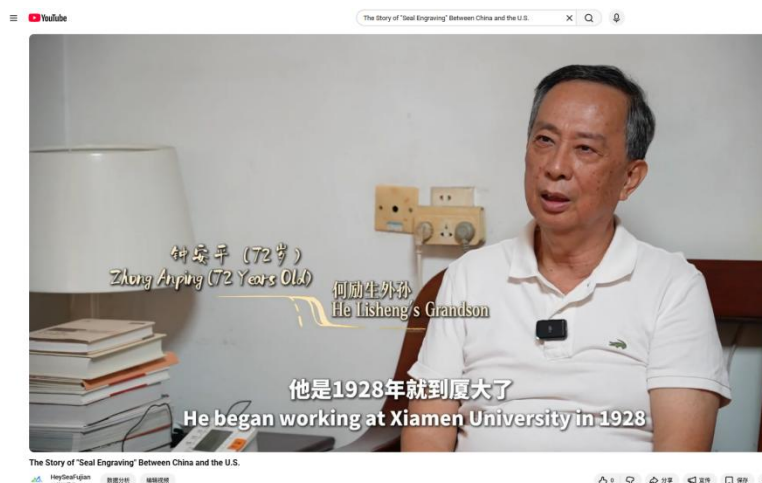 YouTube
The Story of "Seal Engraving" Between China and the U.S.
钟安平（72岁）
Zhong Anping (72 Years Old)
何励生外孙
He Lisheng's Grandson
他是1928年就到厦大了
He began working at Xiamen University in 1928
The Story of "Seal Engraving" Between China and the U.S.
HeySeaFujian
数据分析
编辑视频
0
分享
宣传
保存